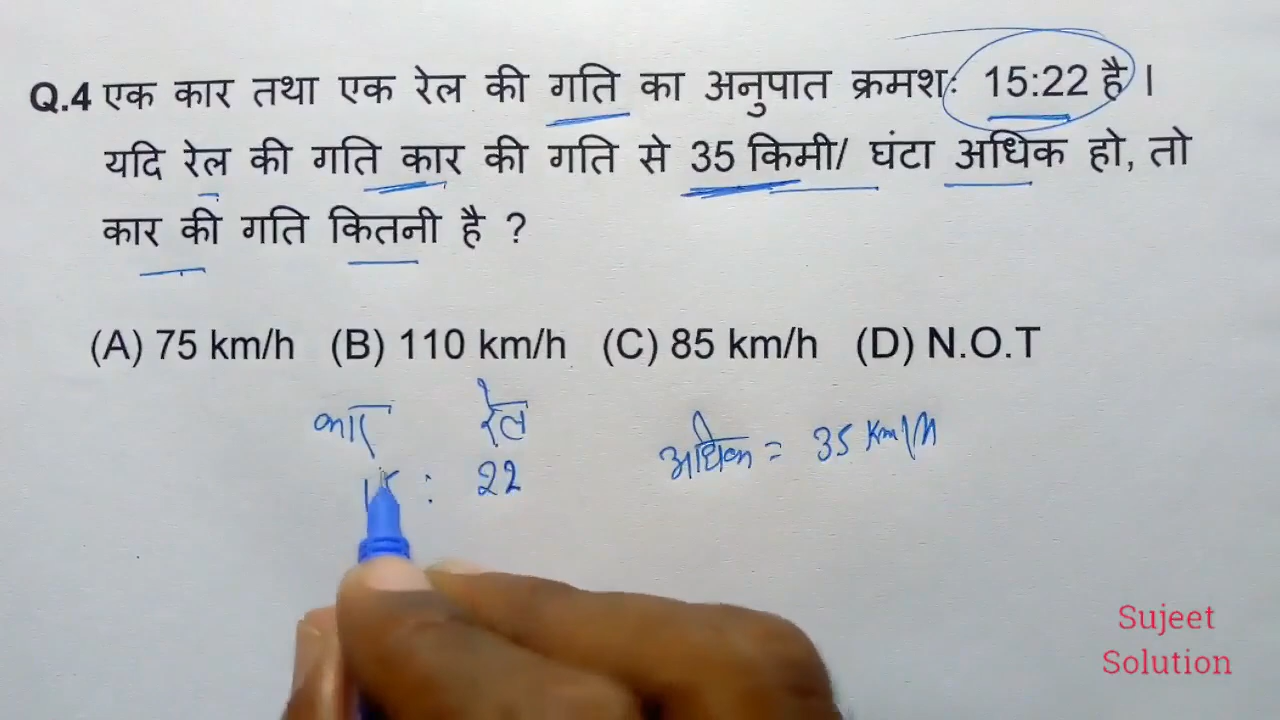 Q.4 एक कार तथा एक रेल की गति का अनुपात क्रमशः 15:22 है ।
यदि रेल की गति कार की गति से 35 किमी/ घंटा अधिक हो, तो
कार की गति कितनी है ?
(A) 75 km/h (B) 110 km/h (C) 85 km/h (D) N.O.T
कार रेल
अधिक = 35 Km/h
15 : 22
Sujeet
Solution